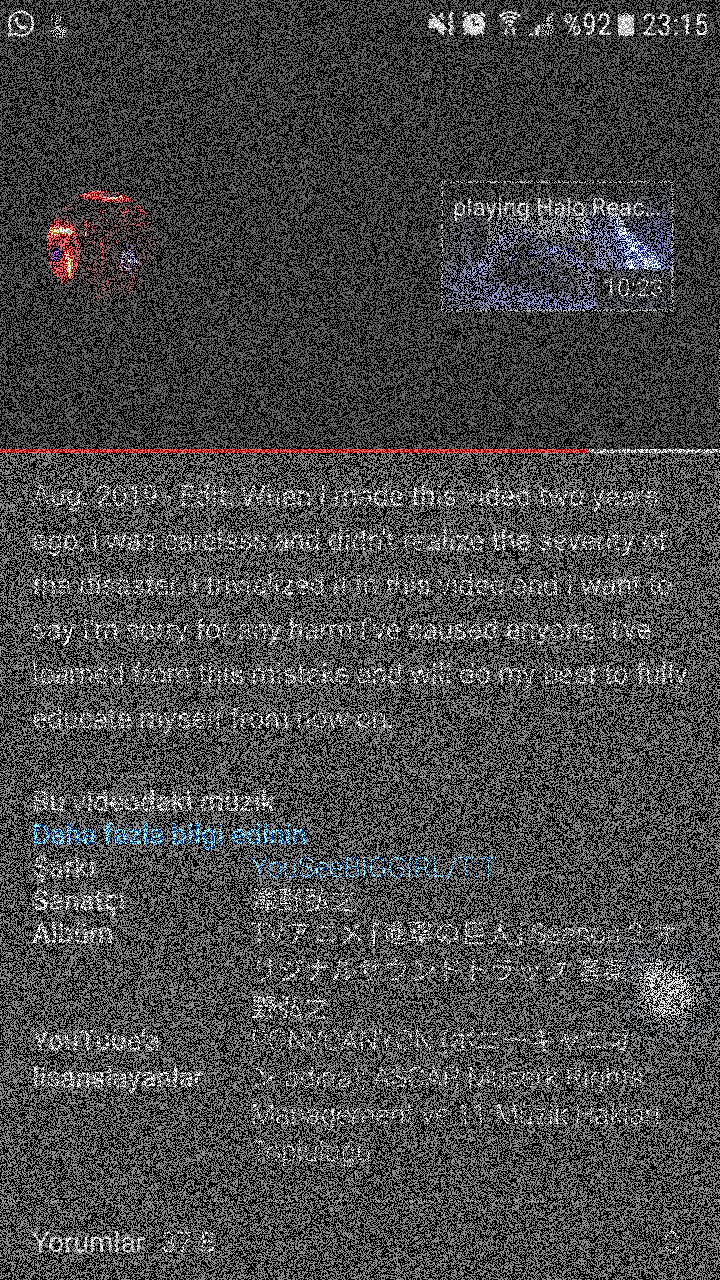 %92 23:15
playing Halo Reac...
10:23
Aug. 2019 - Edit: When I made this video two years
ago, I was careless and didn't realize the severity of
the disaster. I trivialized it in this video and I want to
say I'm sorry for any harm I've caused anyone. I've
learned from this mistake and will do my best to fully
educate myself from now on.
Bu videodaki müzik
Daha fazla bilgi edinin
Şarkı YouSeeBIGGIRL/T:T
Sanatçı 澤野弘之
Albüm TVアニメ「進撃の巨人」Season 2 オ
リジナルサウンドトラック 音楽:
野弘之
YouTube'a PONYCANYON
lisanslayanlar adına); ASCAP, Muserk Rights
Management ve 11 Müzik Hakları
Topluluğu
Yorumlar 37 B